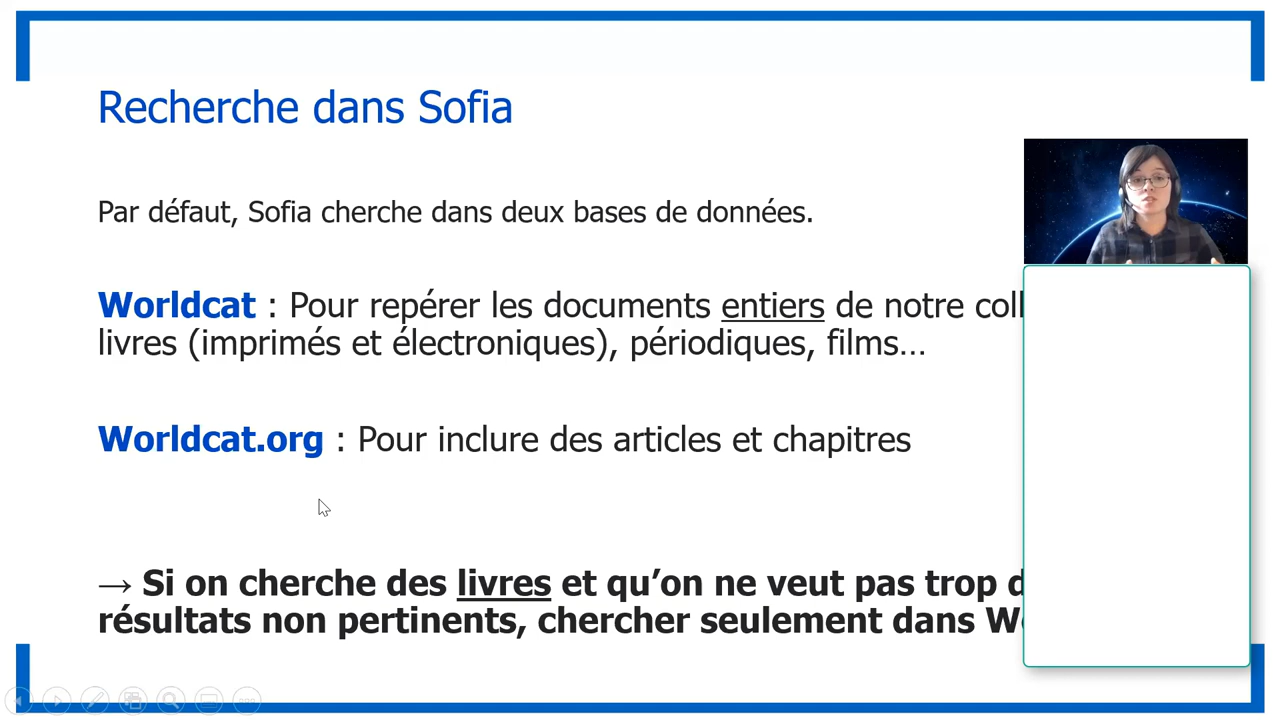 Recherche dans Sofia
Par défaut, Sofia cherche dans deux bases de données.
Worldcat : Pour repérer les documents entiers de notre
livres (imprimés et électroniques), périodiques, films…
Worldcat.org : Pour inclure des articles et chapitres
→ Si on cherche des livres et qu’on ne veut pas trop
résultats non pertinents, chercher seulement dans